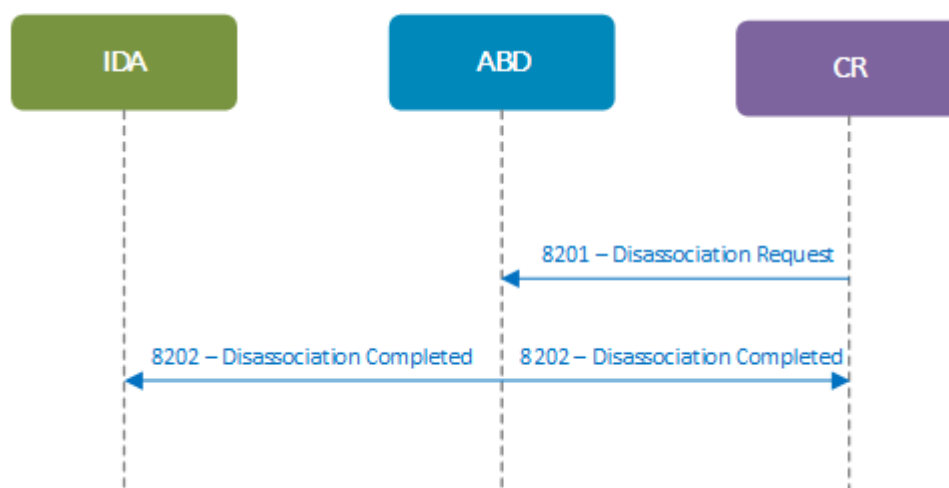 IDA
ABD
CR
8201 – Disassociation Request
8202 – Disassociation Completed
8202 – Disassociation Completed